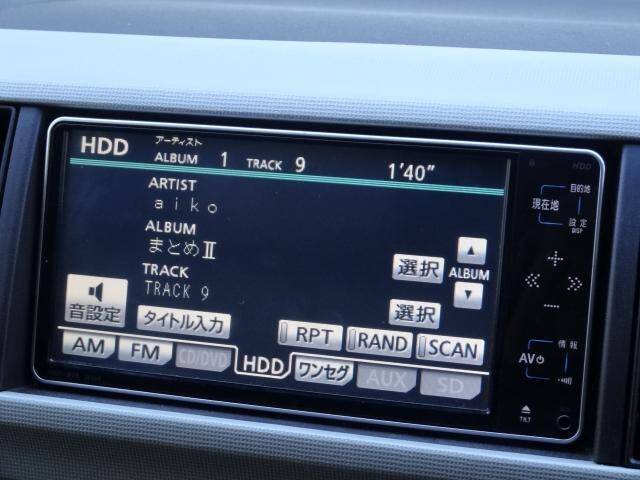 HDD
アーティスト
ALBUM 1 TRACK 9 1'40"
ARTIST
aiko
ALBUM
まとめⅡ
TRACK
TRACK 9
選択
ALBUM
選択
音設定
タイトル入力
RPT
RAND
SCAN
AM
FM
CD/DVD
HDD
ワンセグ
AUX
SD
HDD
目的地
現在地
設定
DISP
情報
AV
TILT